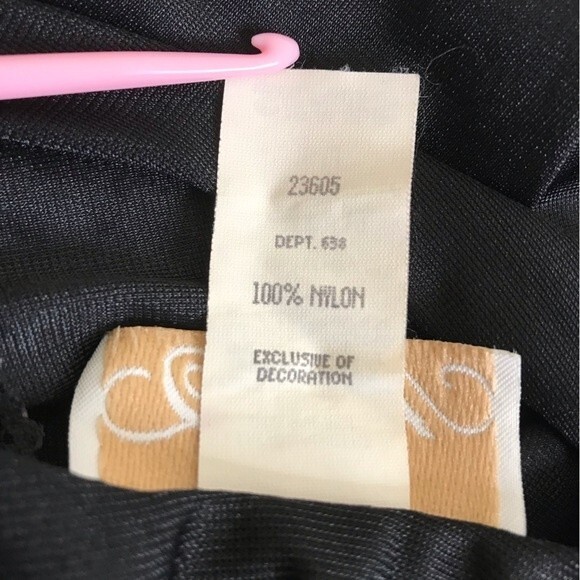 23605
DEPT. 638
100% NYLON
EXCLUSIVE OF
DECORATION